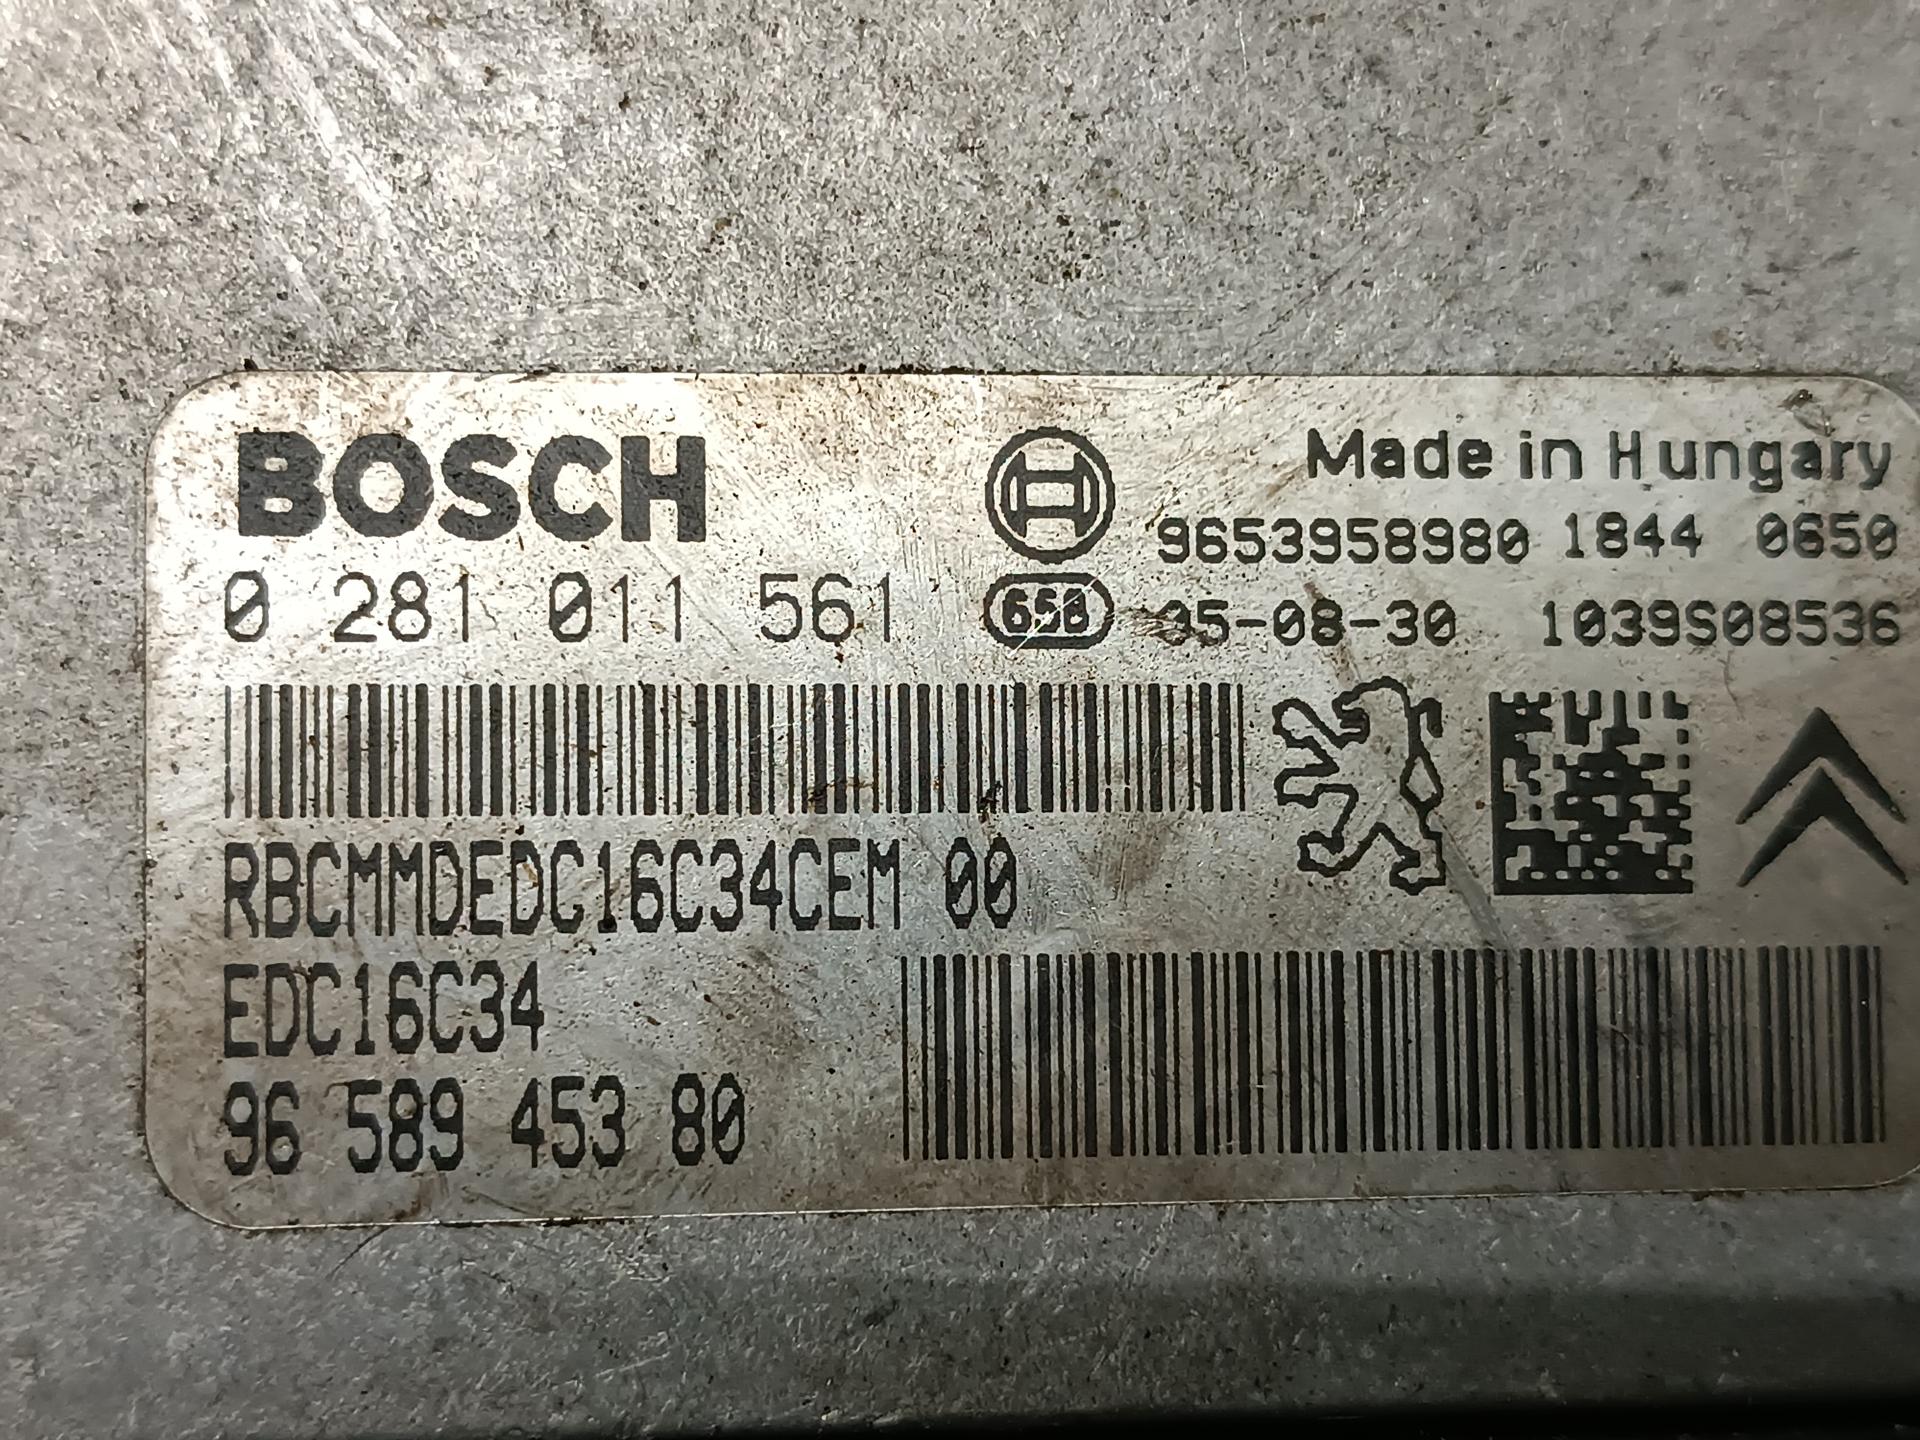 BOSCH
Made in Hungary
9653958980 1844 0650
0 281 011 561
658
05-08-30 1039S08536
RBCMMDEDC16C34CEM 00
EDC16C34
96 589 453 80